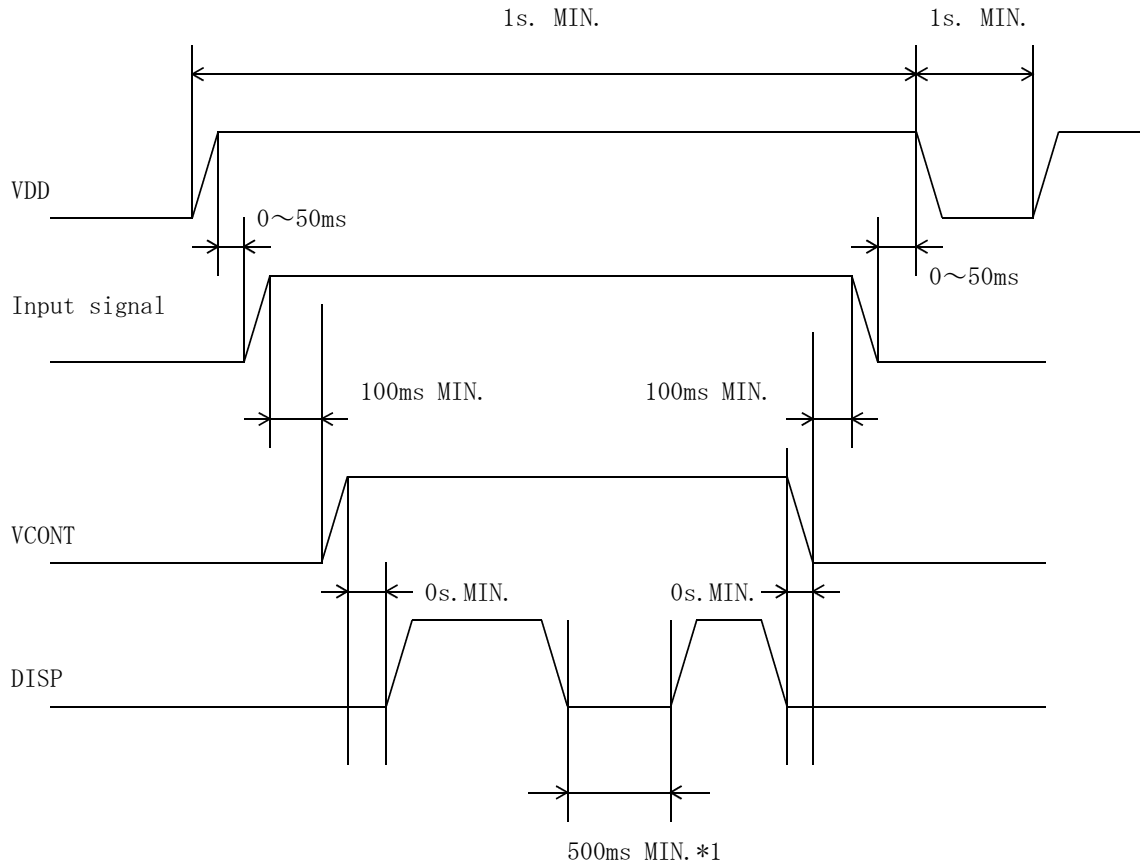 1s. MIN.
1s. MIN.
VDD
0～50ms
0～50ms
Input signal
100ms MIN.
100ms MIN.
VCONT
0s.MIN.
0s.MIN.
DISP
500ms MIN.*1